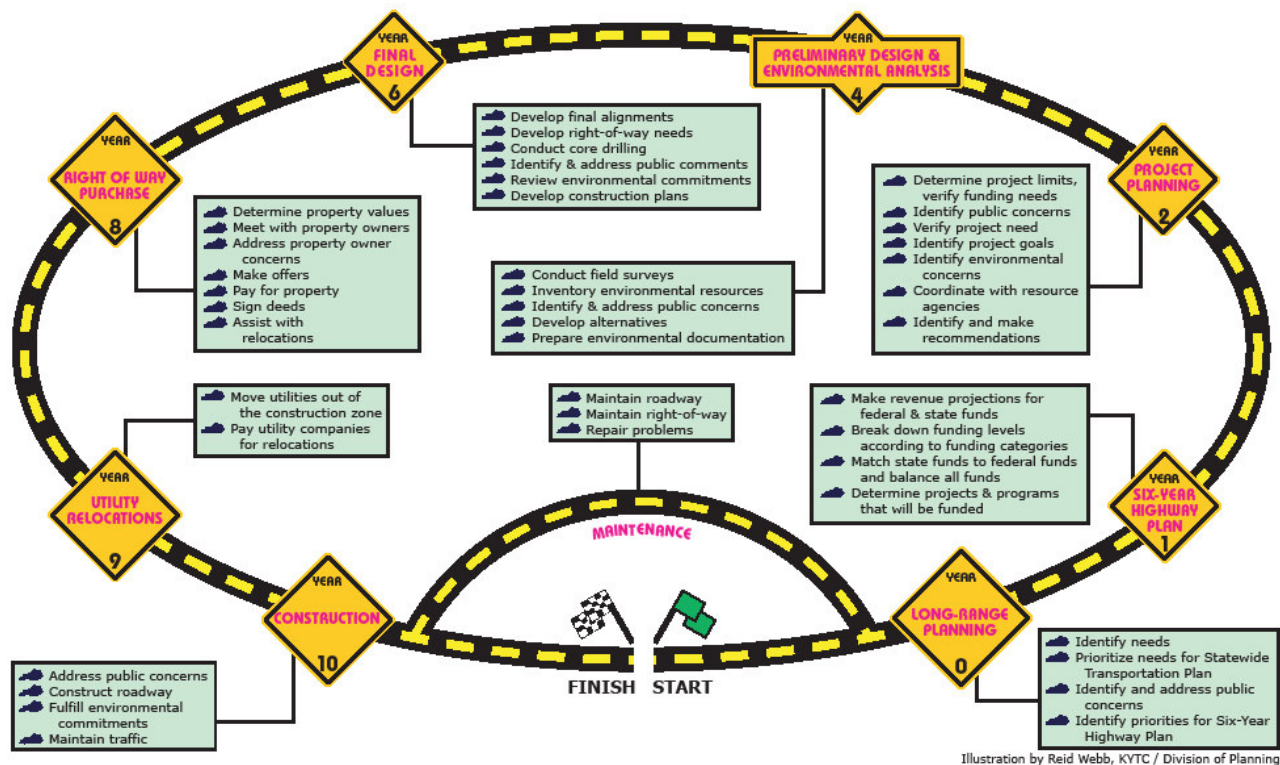 YEAR
FINAL
DESIGN
6
Develop final alignments
Develop right-of-way needs
Conduct core drilling
Identify & address public comments
Review environmental commitments
Develop construction plans
YEAR
PRELIMINARY DESIGN &
ENVIRONMENTAL ANALYSIS
4
Conduct field surveys
Inventory environmental resources
Identify & address public concerns
Develop alternatives
Prepare environmental documentation
YEAR
PROJECT
PLANNING
2
Determine project limits,
verify funding needs
Identify public concerns
Verify project need
Identify project goals
Identify environmental
concerns
Coordinate with resource
agencies
Identify and make
recommendations
YEAR
RIGHT OF WAY
PURCHASE
8
Determine property values
Meet with property owners
Address property owner
concerns
Make offers
Pay for property
Sign deeds
Assist with
relocations
Move utilities out of
the construction zone
Pay utility companies
for relocations
YEAR
UTILITY
RELOCATIONS
9
Maintain roadway
Maintain right-of-way
Repair problems
MAINTENANCE
Make revenue projections for
federal & state funds
Break down funding levels
according to funding categories
Match state funds to federal funds
and balance all funds
Determine projects & programs
that will be funded
YEAR
SIX-YEAR
HIGHWAY
PLAN
1
YEAR
CONSTRUCTION
10
Address public concerns
Construct roadway
Fulfill environmental
commitments
Maintain traffic
FINISH START
YEAR
LONG-RANGE
PLANNING
0
Identify needs
Prioritize needs for Statewide
Transportation Plan
Identify and address public
concerns
Identify priorities for Six-Year
Highway Plan
Illustration by Reid Webb, KYTC / Division of Planning